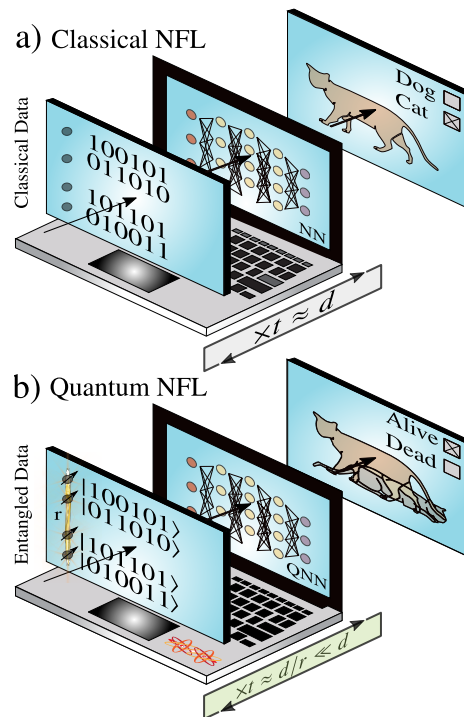 a) Classical NFL
Classical Data
100101
011010
101101
010011
NN
Dog
Cat
×t ≈ d
b) Quantum NFL
Entangled Data
r
|100101⟩
|011010⟩
|101101⟩
|010011⟩
QNN
Alive
Dead
×t ≈ d/r ≪ d